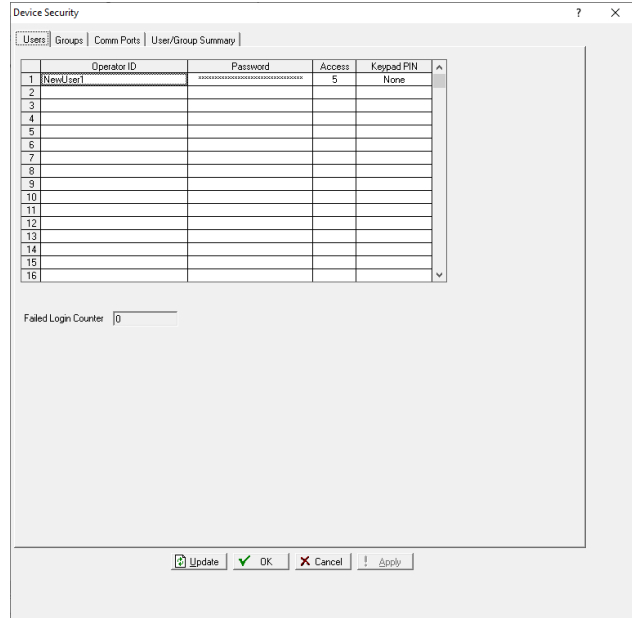 Device Security ? ×
Users Groups Comm Ports User/Group Summary
Operator ID Password Access Keypad PIN
1 NewUser1 ******************************** 5 None
2
3
4
5
6
7
8
9
10
11
12
13
14
15
16
Failed Login Counter 0
Update OK Cancel ! Apply